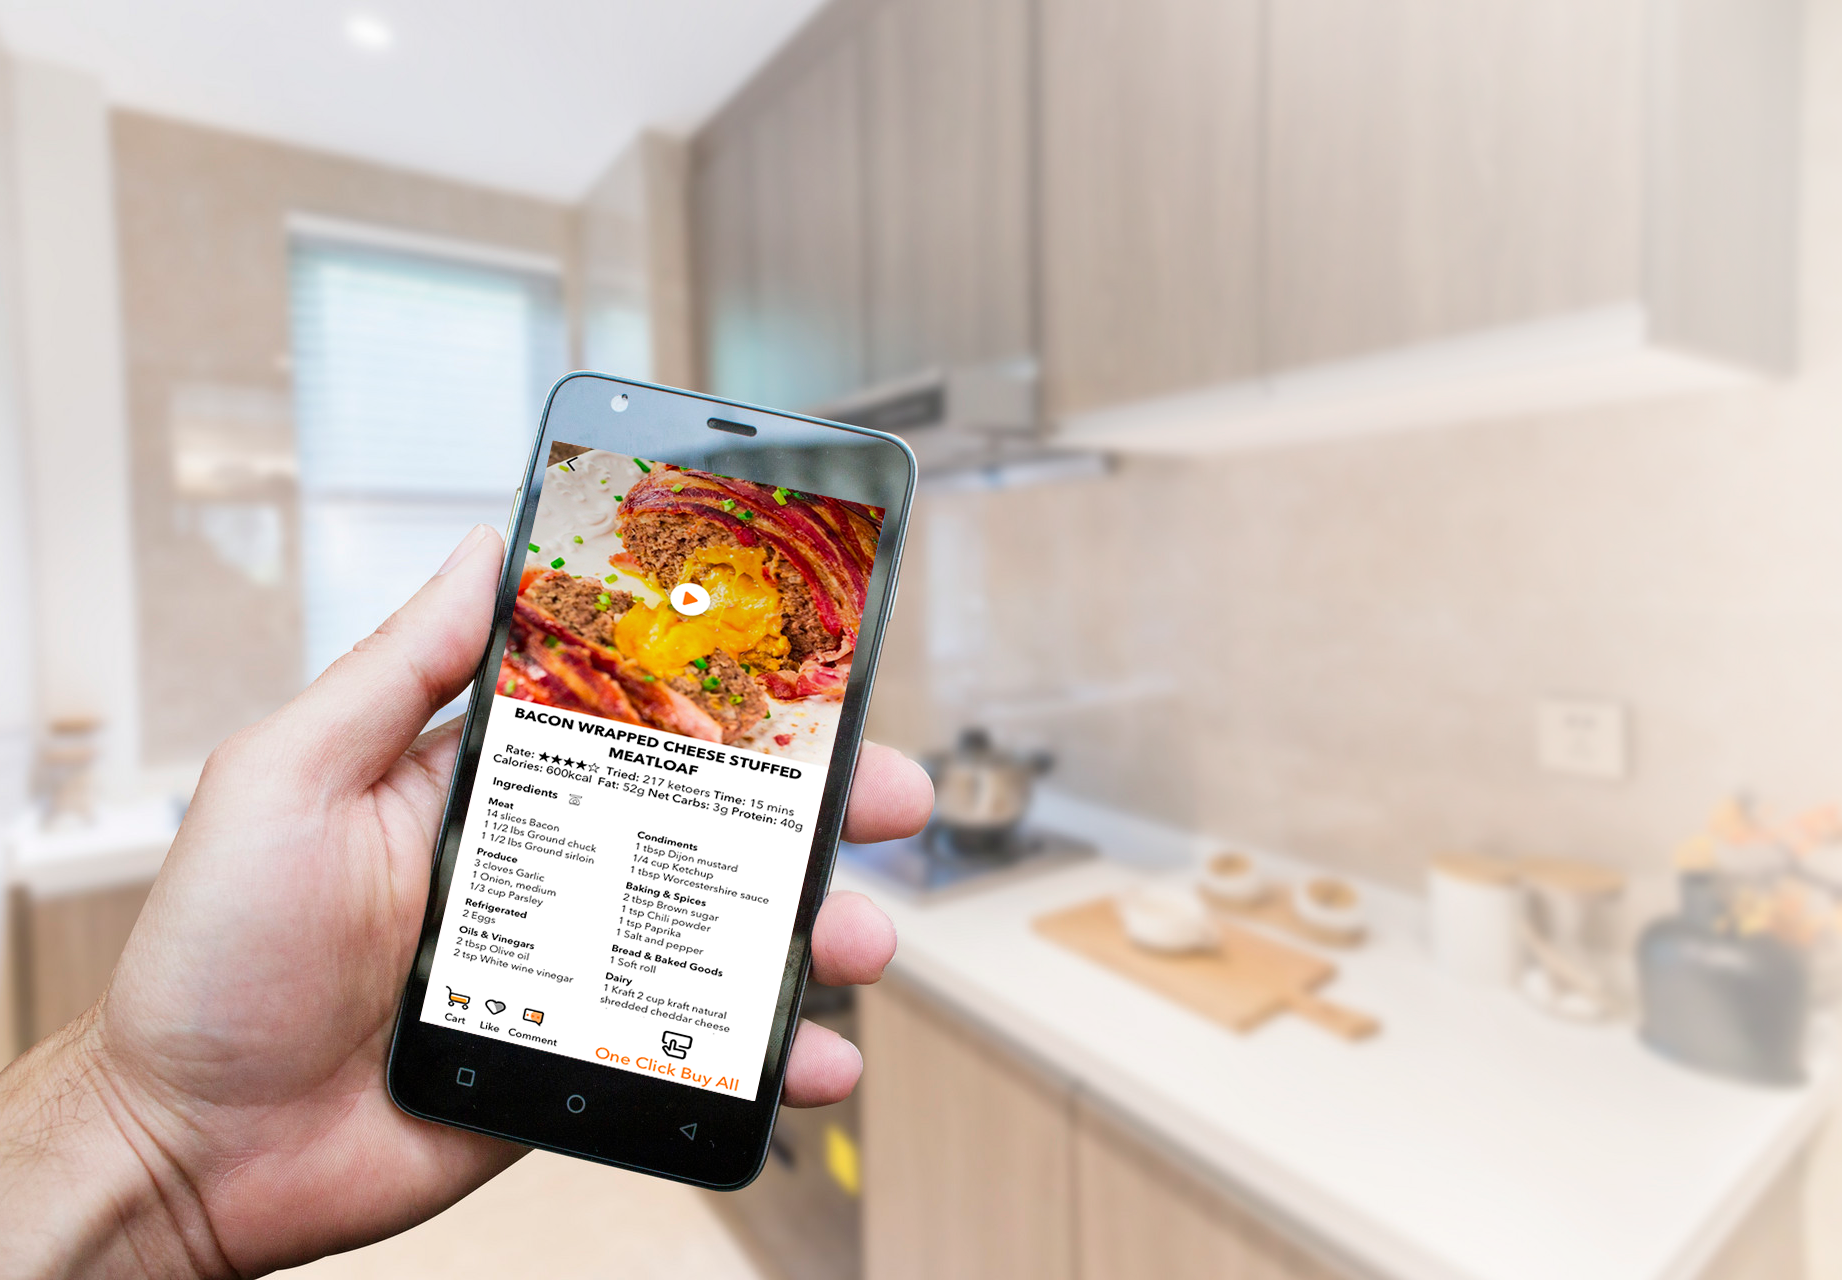 BACON WRAPPED CHEESE STUFFED
MEATLOAF
Rate: ★★★★☆ Tried: 217 ketoers Time: 15 mins
Calories: 600kcal Fat: 52g Net Carbs: 3g Protein: 40g
Ingredients
Meat
14 slices Bacon
1 1/2 lbs Ground chuck
1 1/2 lbs Ground sirloin
Produce
3 cloves Garlic
1 Onion, medium
1/3 cup Parsley
Refrigerated
2 Eggs
Oils & Vinegars
2 tbsp Olive oil
2 tsp White wine vinegar
Condiments
1 tbsp Dijon mustard
1/4 cup Ketchup
1 tbsp Worcestershire sauce
Baking & Spices
2 tbsp Brown sugar
1 tsp Chili powder
1 tsp Paprika
1 Salt and pepper
Bread & Baked Goods
1 Soft roll
Dairy
1 Kraft 2 cup kraft natural
shredded cheddar cheese
Cart
Like
Comment
One Click Buy All